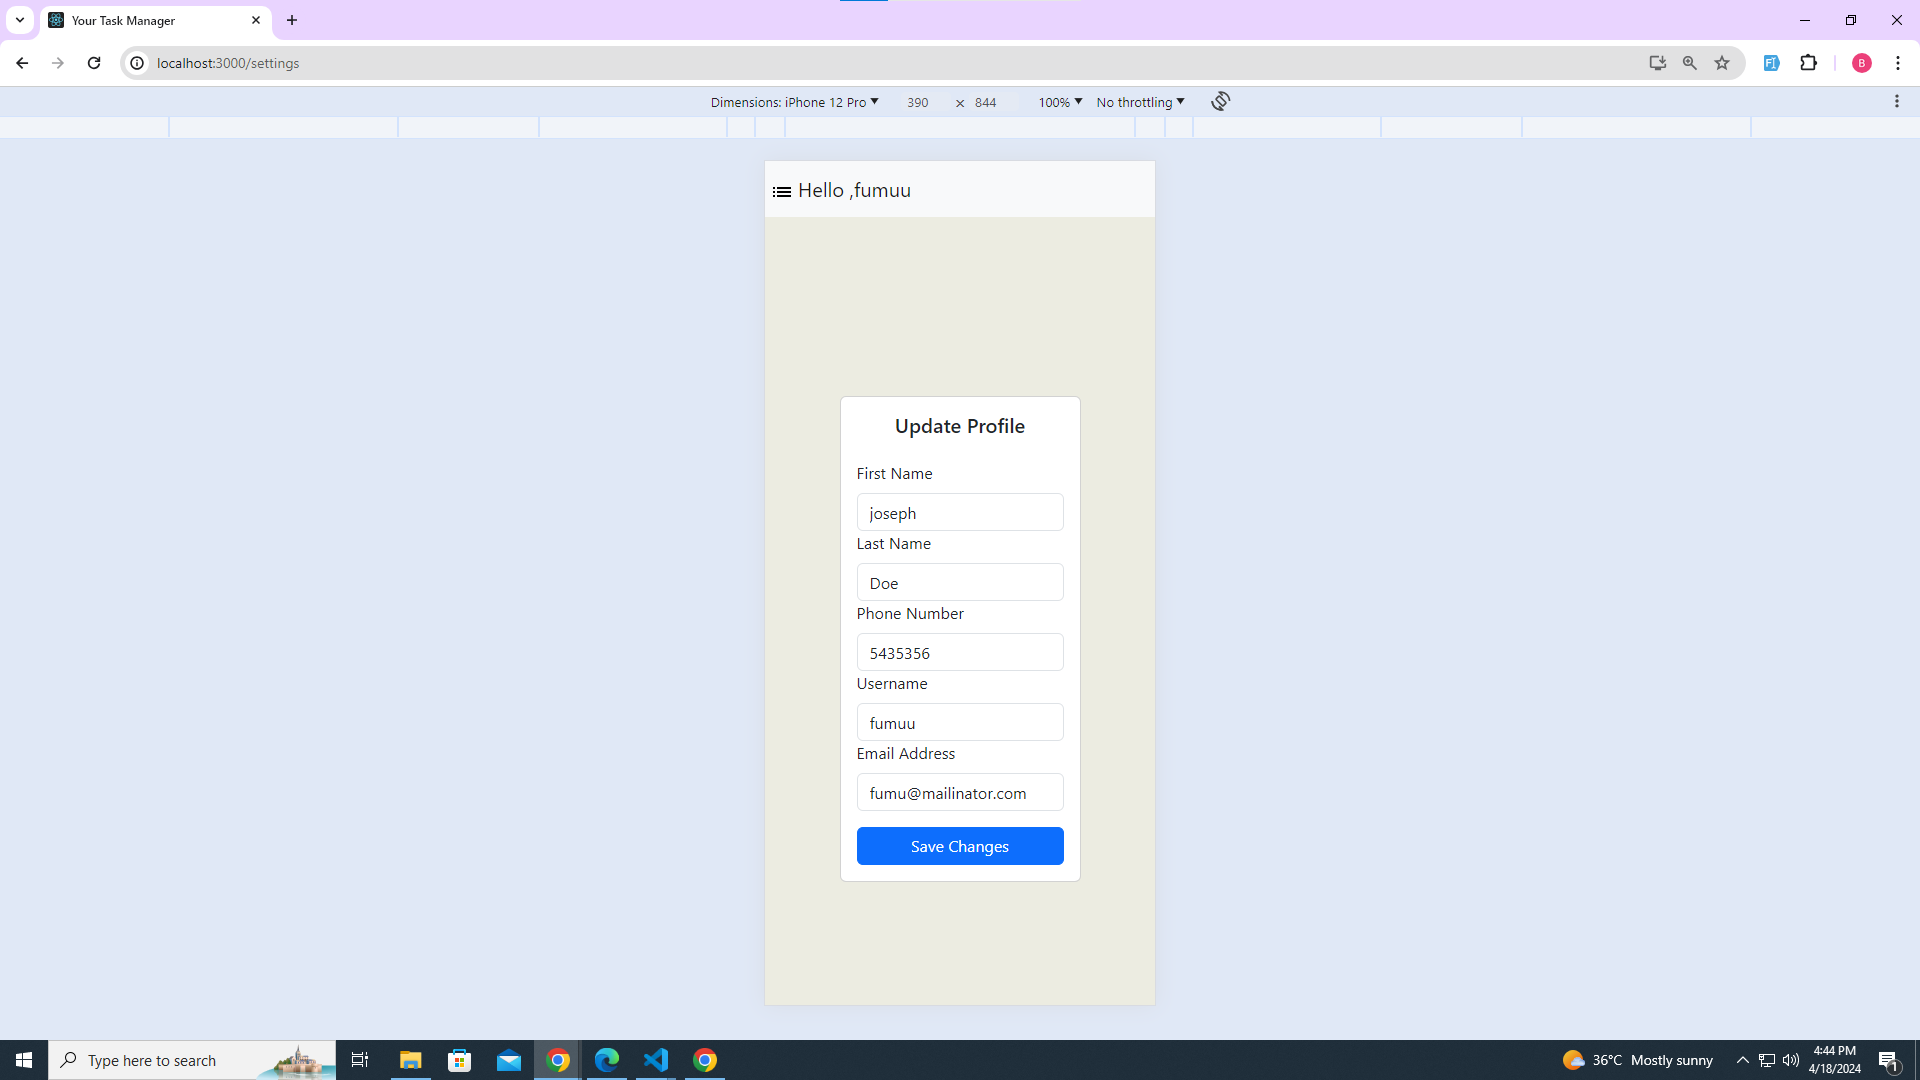 Your Task Manager
localhost:3000/settings
B
Dimensions: iPhone 12 Pro 390 × 844 100% No throttling
Hello ,fumuu
Update Profile
First Name
joseph
Last Name
Doe
Phone Number
5435356
Username
fumuu
Email Address
fumu@mailinator.com
Save Changes
Type here to search
36°C Mostly sunny
4:44 PM
4/18/2024
1